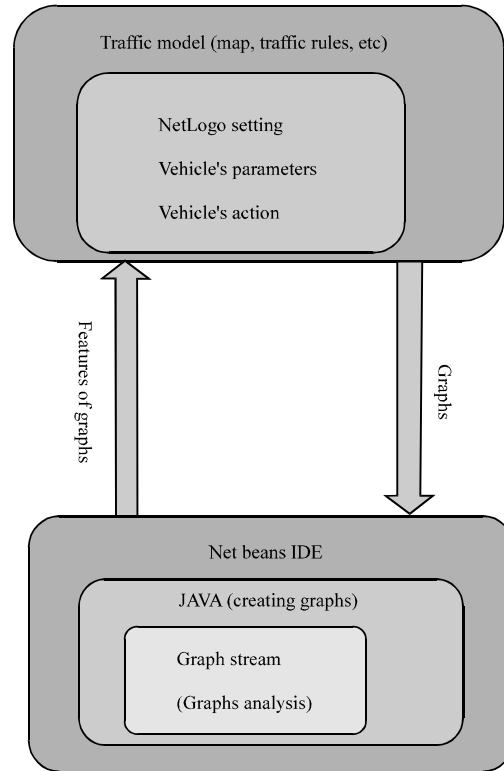 Traffic model (map, traffic rules, etc)
NetLogo setting
Vehicle's parameters
Vehicle's action
Features of graphs
Graphs
Net beans IDE
JAVA (creating graphs)
Graph stream
(Graphs analysis)